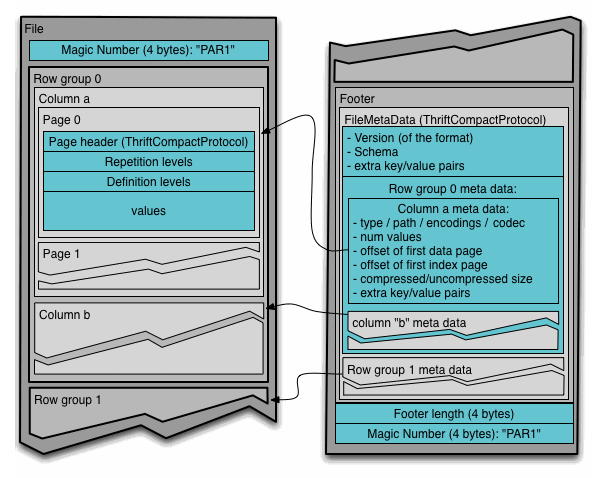 File
Magic Number (4 bytes): "PAR1"
Row group 0
Column a
Page 0
Page header (ThriftCompactProtocol)
Repetition levels
Definition levels
values
Page 1
Column b
Row group 1
Footer
FileMetaData (ThriftCompactProtocol)
- Version (of the format)
- Schema
- extra key/value pairs
Row group 0 meta data:
Column a meta data:
- type / path / encodings / codec
- num values
- offset of first data page
- offset of first index page
- compressed/uncompressed size
- extra key/value pairs
column "b" meta data
Row group 1 meta data
Footer length (4 bytes)
Magic Number (4 bytes): "PAR1"